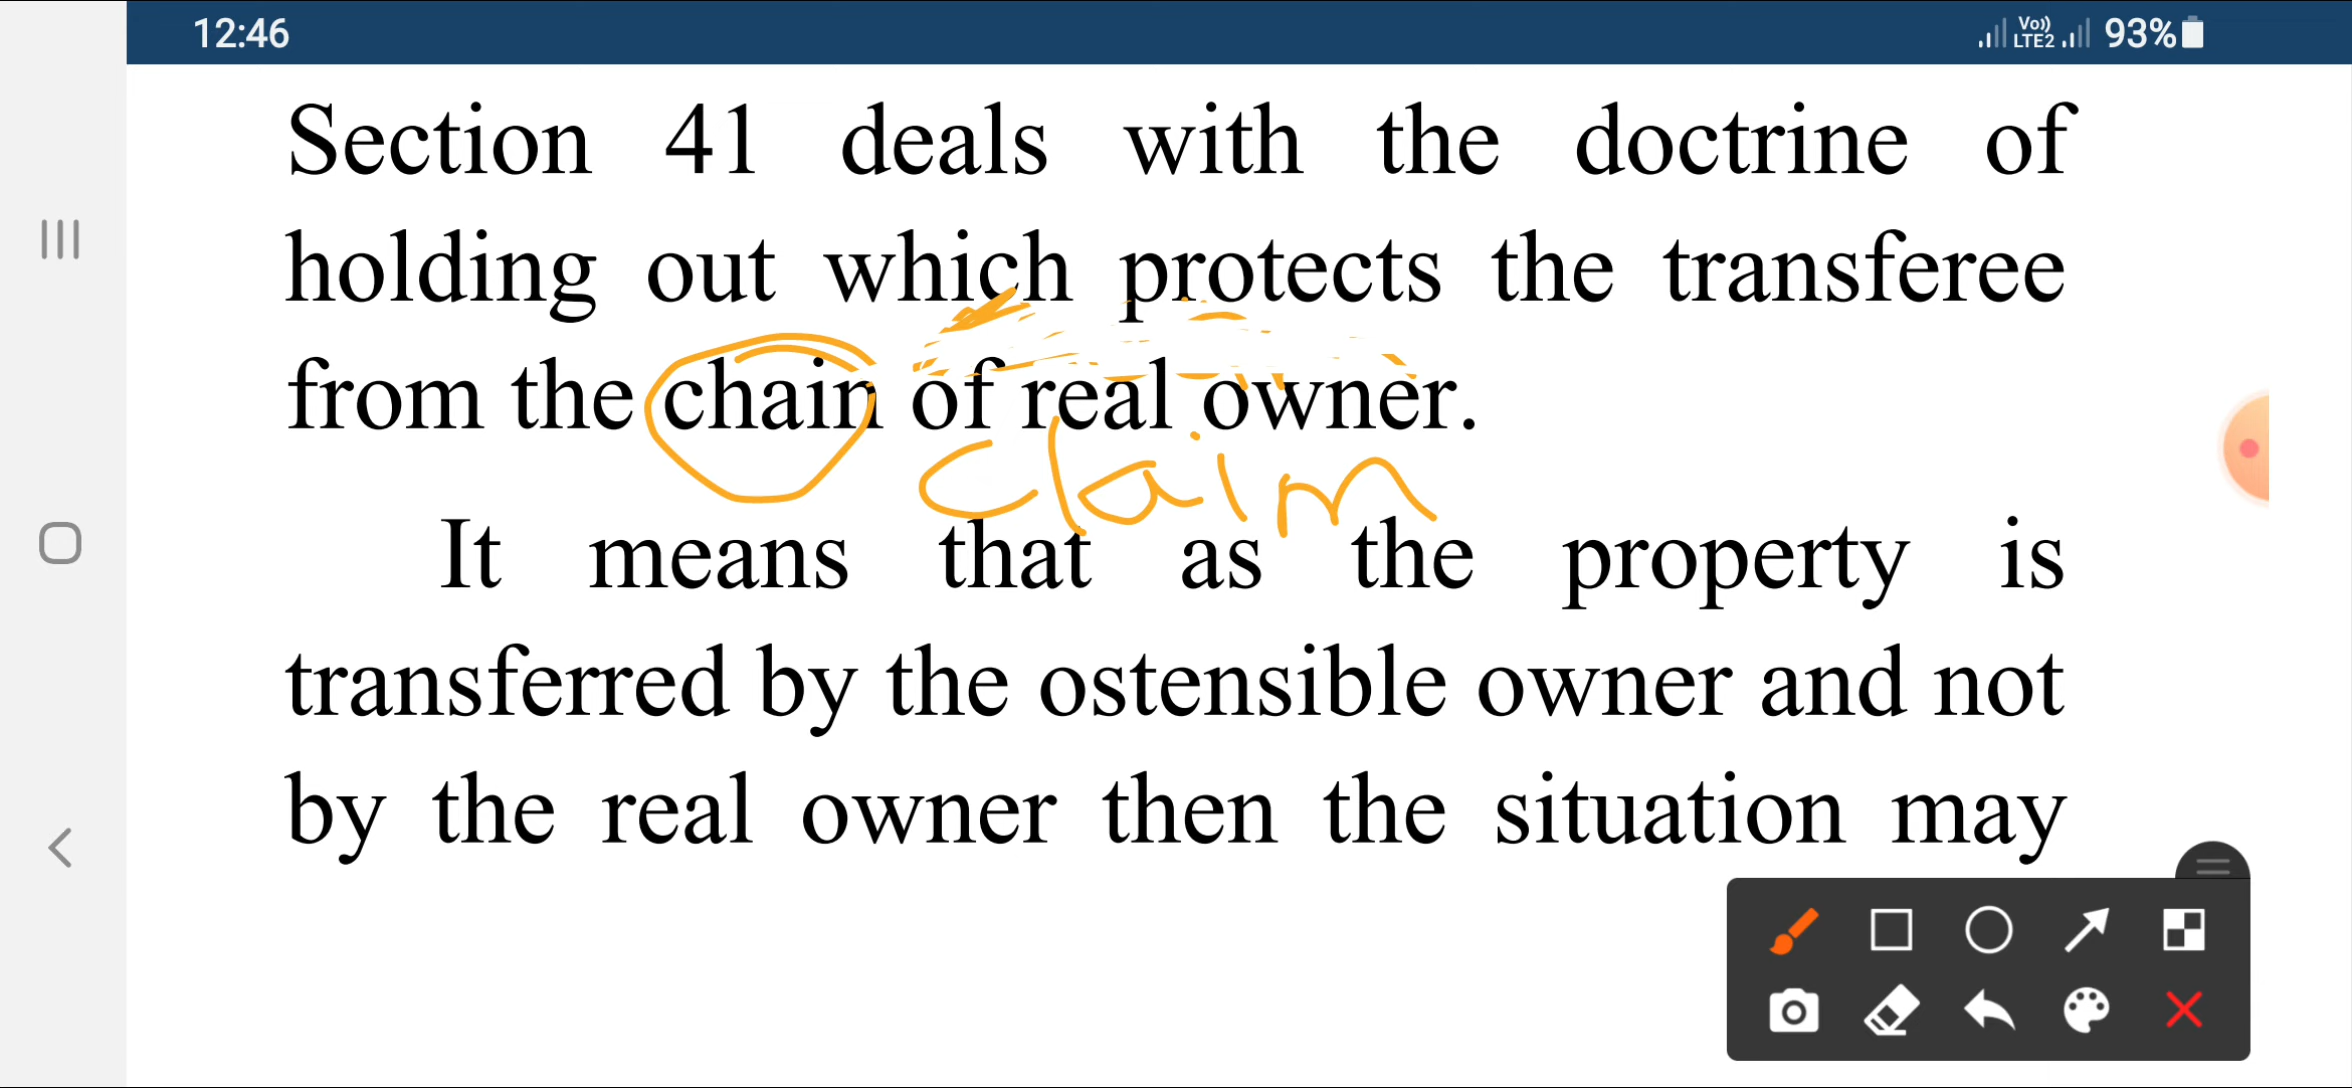 12:46 Vo)) LTE2 93%
Section 41 deals with the doctrine of
holding out which protects the transferee
from the chain of real owner.
claim
It means that as the property is
transferred by the ostensible owner and not
by the real owner then the situation may